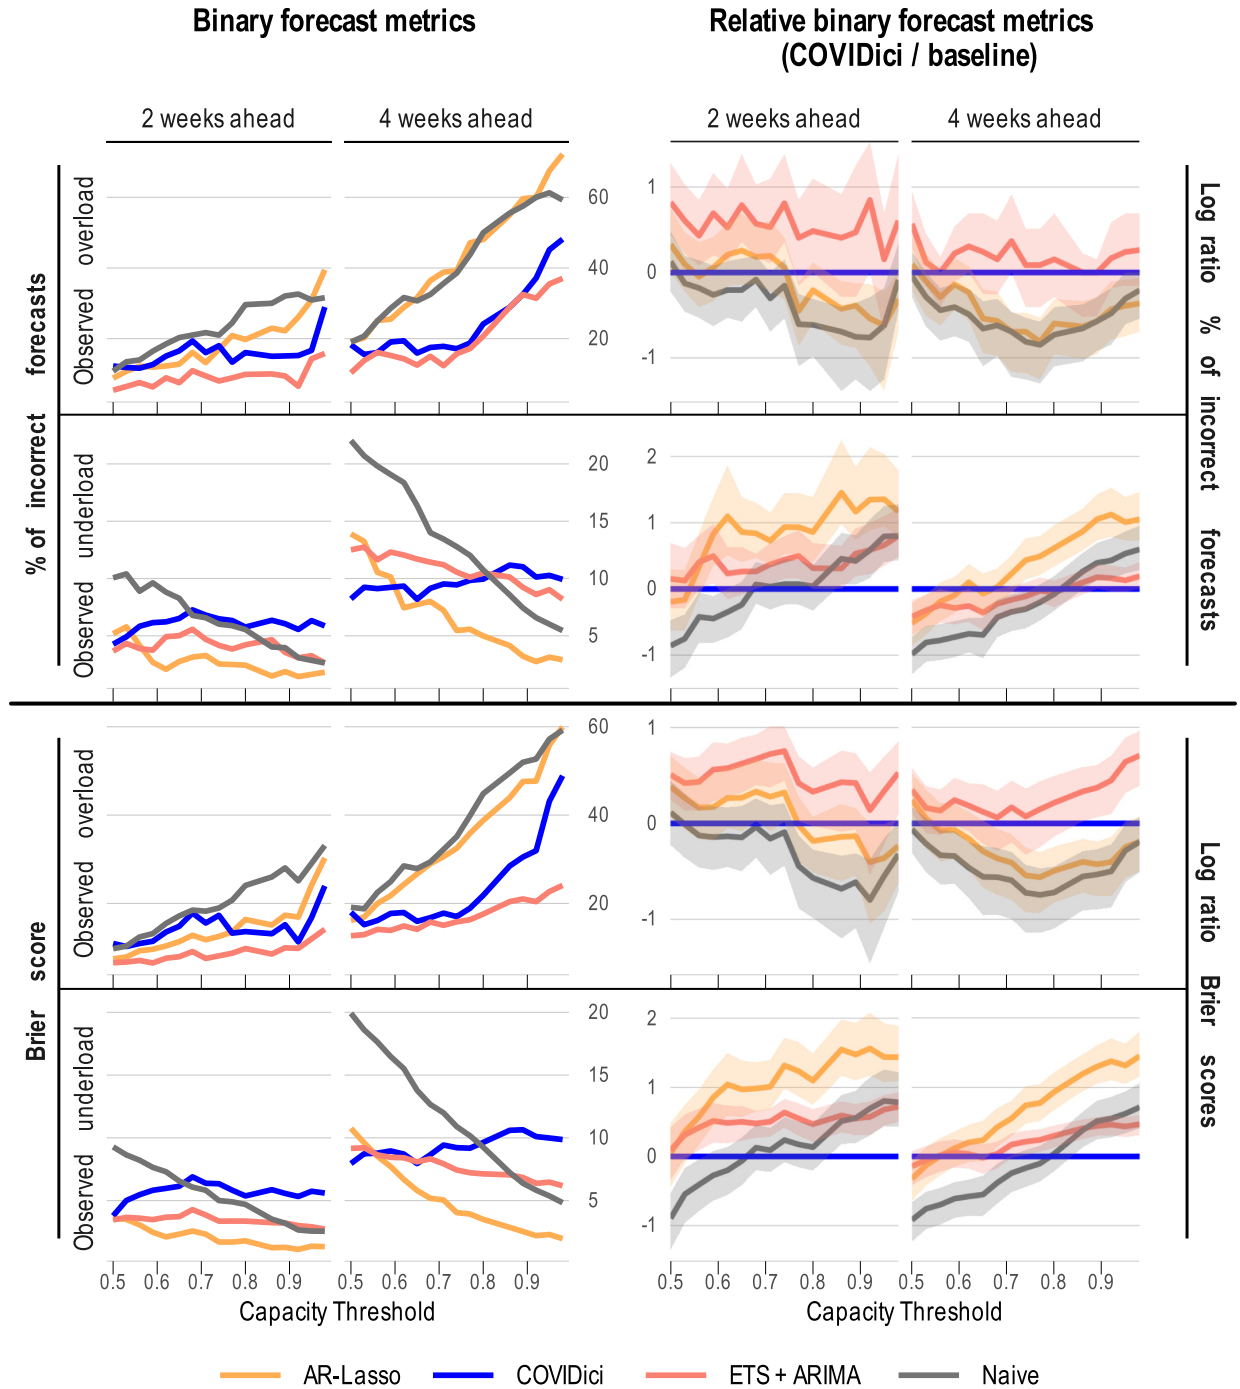 Binary forecast metrics
Relative binary forecast metrics
(COVIDici / baseline)
2 weeks ahead
4 weeks ahead
2 weeks ahead
4 weeks ahead
% of incorrect forecasts
Observed overload
60
40
20
1
0
-1
Log ratio % of incorrect forecasts
Observed underload
20
15
10
5
2
1
0
-1
Brier score
Observed overload
60
40
20
1
0
-1
Log ratio Brier scores
Observed underload
20
15
10
5
2
1
0
-1
0.5 0.6 0.7 0.8 0.9
0.5 0.6 0.7 0.8 0.9
0.5 0.6 0.7 0.8 0.9
0.5 0.6 0.7 0.8 0.9
Capacity Threshold
Capacity Threshold
AR-Lasso
COVIDici
ETS + ARIMA
Naive